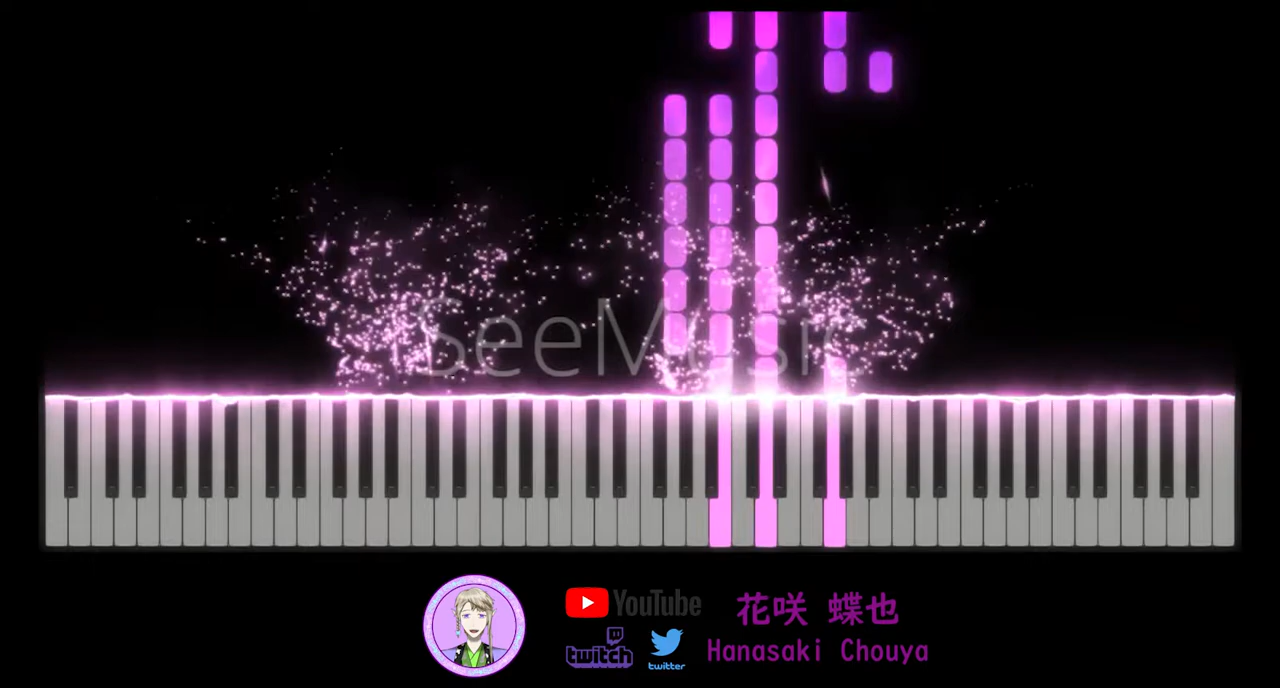 SeeMusic
YouTube
花咲 蝶也
twitch
twitter
Hanasaki Chouya